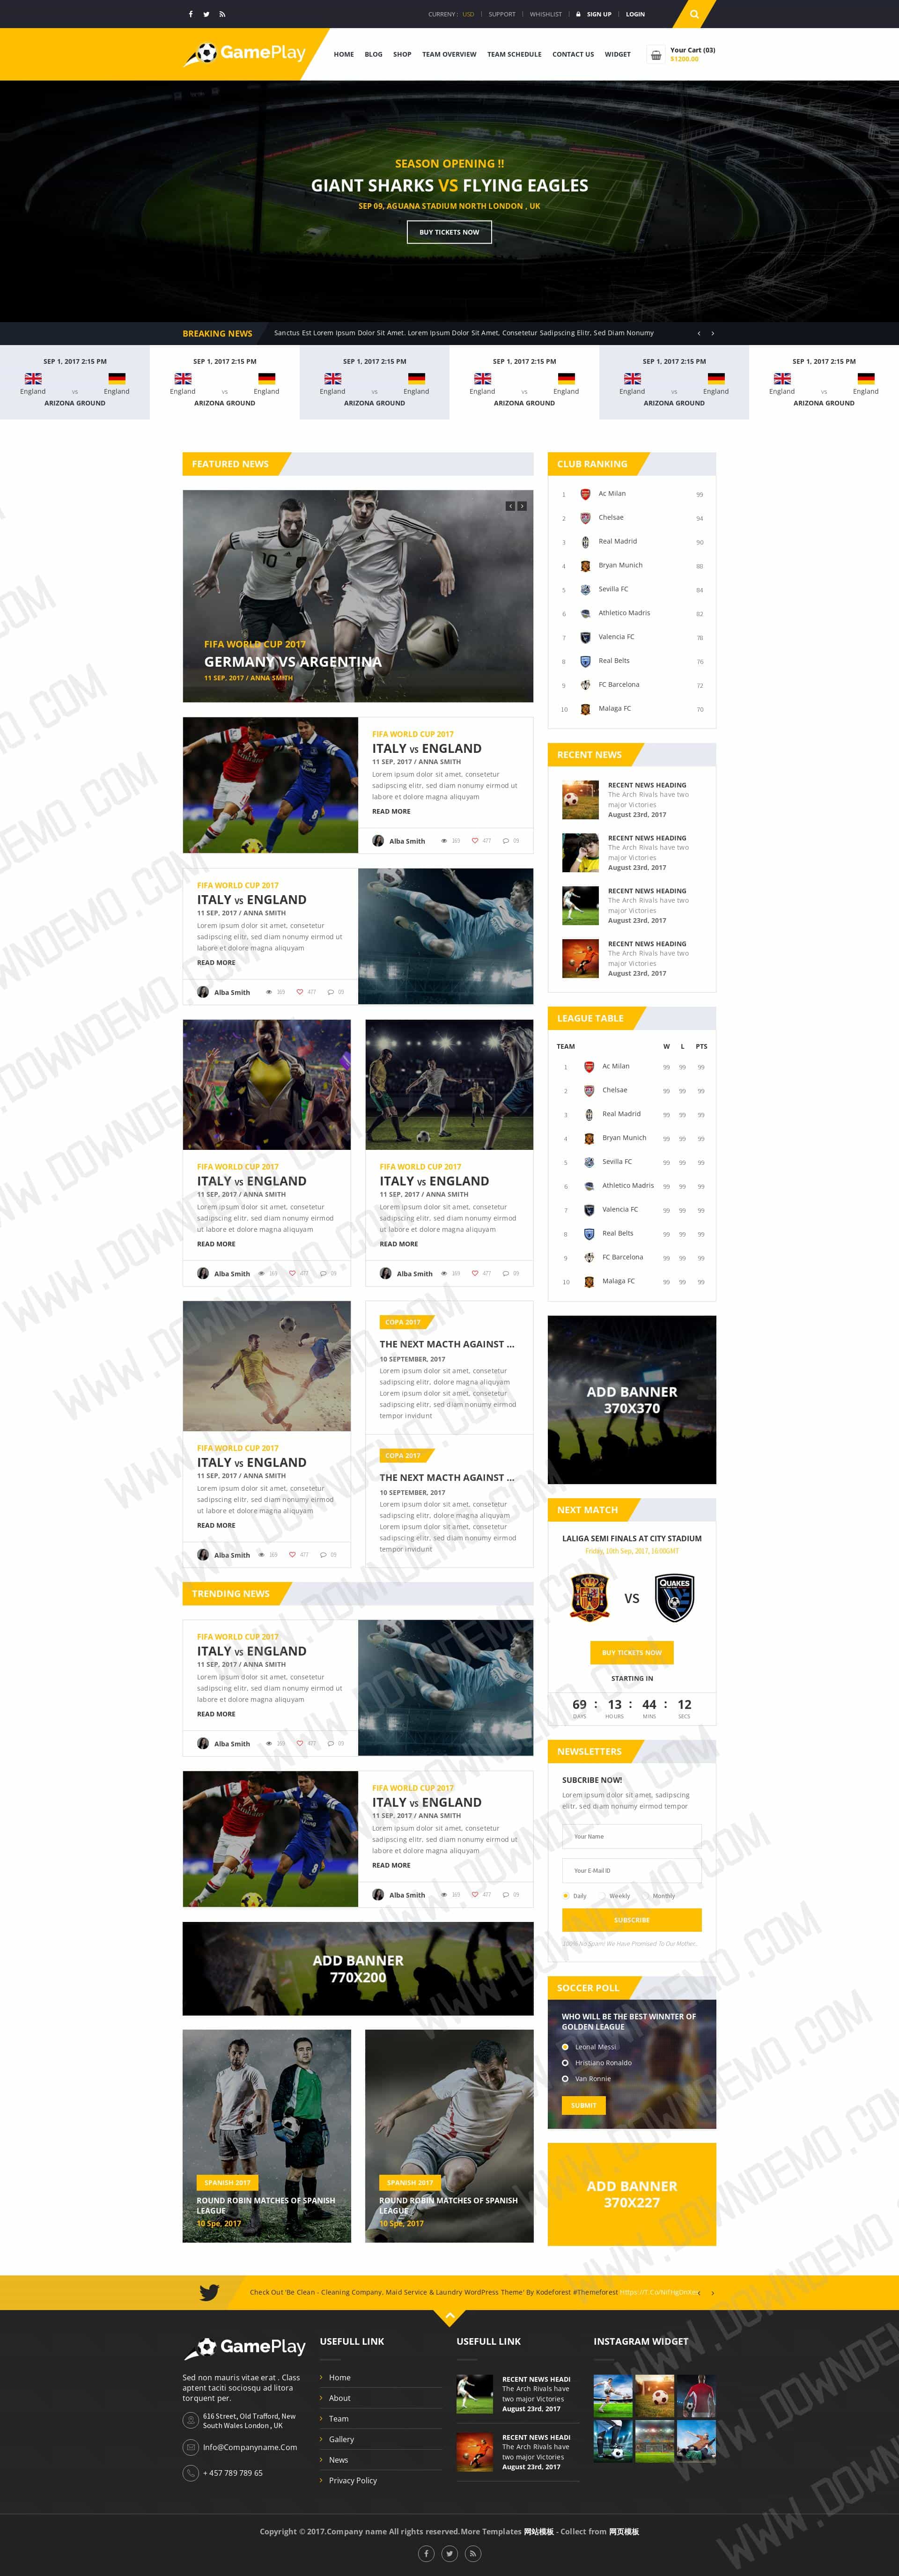 CURRENY : USD | SUPPORT | WHISHLIST | SIGN UP | LOGIN
GamePlay
HOME BLOG SHOP TEAM OVERVIEW TEAM SCHEDULE CONTACT US WIDGET
Your Cart (03)
$1200.00
SEASON OPENING !!
GIANT SHARKS VS FLYING EAGLES
SEP 09, AGUANA STADIUM NORTH LONDON , UK
BUY TICKETS NOW
BREAKING NEWS
Sanctus Est Lorem Ipsum Dolor Sit Amet. Lorem Ipsum Dolor Sit Amet, Consetetur Sadipscing Elitr, Sed Diam Nonumy
SEP 1, 2017 2:15 PM
England VS England
ARIZONA GROUND
SEP 1, 2017 2:15 PM
England VS England
ARIZONA GROUND
SEP 1, 2017 2:15 PM
England VS England
ARIZONA GROUND
SEP 1, 2017 2:15 PM
England VS England
ARIZONA GROUND
SEP 1, 2017 2:15 PM
England VS England
ARIZONA GROUND
SEP 1, 2017 2:15 PM
England VS England
ARIZONA GROUND
FEATURED NEWS
FIFA WORLD CUP 2017
GERMANY VS ARGENTINA
11 SEP, 2017 / ANNA SMITH
FIFA WORLD CUP 2017
ITALY VS ENGLAND
11 SEP, 2017 / ANNA SMITH
Lorem ipsum dolor sit amet, consetetur
sadipscing elitr, sed diam nonumy eirmod ut
labore et dolore magna aliquyam
READ MORE
Alba Smith 169 477 09
FIFA WORLD CUP 2017
ITALY VS ENGLAND
11 SEP, 2017 / ANNA SMITH
Lorem ipsum dolor sit amet, consetetur
sadipscing elitr, sed diam nonumy eirmod ut
labore et dolore magna aliquyam
READ MORE
Alba Smith 169 477 09
FIFA WORLD CUP 2017
ITALY VS ENGLAND
11 SEP, 2017 / ANNA SMITH
Lorem ipsum dolor sit amet, consetetur
sadipscing elitr, sed diam nonumy eirmod
ut labore et dolore magna aliquyam
READ MORE
Alba Smith 169 477 09
FIFA WORLD CUP 2017
ITALY VS ENGLAND
11 SEP, 2017 / ANNA SMITH
Lorem ipsum dolor sit amet, consetetur
sadipscing elitr, sed diam nonumy eirmod
ut labore et dolore magna aliquyam
READ MORE
Alba Smith 169 477 09
FIFA WORLD CUP 2017
ITALY VS ENGLAND
11 SEP, 2017 / ANNA SMITH
Lorem ipsum dolor sit amet, consetetur
sadipscing elitr, sed diam nonumy eirmod
ut labore et dolore magna aliquyam
READ MORE
Alba Smith 169 477 09
COPA 2017
THE NEXT MACTH AGAINST ...
10 SEPTEMBER, 2017
Lorem ipsum dolor sit amet, consetetur
sadipscing elitr, dolore magna aliquyam
Lorem ipsum dolor sit amet, consetetur
sadipscing elitr, sed diam nonumy eirmod
tempor invidunt
COPA 2017
THE NEXT MACTH AGAINST ...
10 SEPTEMBER, 2017
Lorem ipsum dolor sit amet, consetetur
sadipscing elitr, dolore magna aliquyam
Lorem ipsum dolor sit amet, consetetur
sadipscing elitr, sed diam nonumy eirmod
tempor invidunt
TRENDING NEWS
FIFA WORLD CUP 2017
ITALY VS ENGLAND
11 SEP, 2017 / ANNA SMITH
Lorem ipsum dolor sit amet, consetetur
sadipscing elitr, sed diam nonumy eirmod ut
labore et dolore magna aliquyam
READ MORE
Alba Smith 169 477 09
FIFA WORLD CUP 2017
ITALY VS ENGLAND
11 SEP, 2017 / ANNA SMITH
Lorem ipsum dolor sit amet, consetetur
sadipscing elitr, sed diam nonumy eirmod ut
labore et dolore magna aliquyam
READ MORE
Alba Smith 169 477 09
ADD BANNER
770X200
SPANISH 2017
ROUND ROBIN MATCHES OF SPANISH
LEAGUE
10 Spe, 2017
SPANISH 2017
ROUND ROBIN MATCHES OF SPANISH
LEAGUE
10 Spe, 2017
CLUB RANKING
1 Ac Milan 99
2 Chelsae 94
3 Real Madrid 90
4 Bryan Munich 88
5 Sevilla FC 84
6 Athletico Madris 82
7 Valencia FC 78
8 Real Belts 76
9 FC Barcelona 72
10 Malaga FC 70
RECENT NEWS
RECENT NEWS HEADING
The Arch Rivals have two
major Victories
August 23rd, 2017
RECENT NEWS HEADING
The Arch Rivals have two
major Victories
August 23rd, 2017
RECENT NEWS HEADING
The Arch Rivals have two
major Victories
August 23rd, 2017
RECENT NEWS HEADING
The Arch Rivals have two
major Victories
August 23rd, 2017
LEAGUE TABLE
TEAM W L PTS
1 Ac Milan 99 99 99
2 Chelsae 99 99 99
3 Real Madrid 99 99 99
4 Bryan Munich 99 99 99
5 Sevilla FC 99 99 99
6 Athletico Madris 99 99 99
7 Valencia FC 99 99 99
8 Real Belts 99 99 99
9 FC Barcelona 99 99 99
10 Malaga FC 99 99 99
ADD BANNER
370X370
NEXT MATCH
LALIGA SEMI FINALS AT CITY STADIUM
Friday, 10th Sep, 2017, 16:00GMT
VS
QUAKES
BUY TICKETS NOW
STARTING IN
69 : 13 : 44 : 12
DAYS HOURS MINS SECS
NEWSLETTERS
SUBCRIBE NOW!
Lorem ipsum dolor sit amet, sadipscing
elitr, sed diam nonumy eirmod tempor
Your Name
Your E-Mail ID
Daily Weekly Monthly
SUBSCRIBE
100% No Spam! We Have Promised To Our Mother.
SOCCER POLL
WHO WILL BE THE BEST WINNTER OF
GOLDEN LEAGUE
Leonal Messi
Hristiano Ronaldo
Van Ronnie
SUBMIT
ADD BANNER
370X227
Check Out 'Be Clean - Cleaning Company, Maid Service & Laundry WordPress Theme' By Kodeforest #Themeforest
GamePlay
Sed non mauris vitae erat . Class
aptent taciti sociosqu ad litora
torquent per.
616 Street, Old Trafford, New
South Wales London , UK
Info@Companyname.Com
+ 457 789 789 65
USEFULL LINK
Home
About
Team
Gallery
News
Privacy Policy
USEFULL LINK
RECENT NEWS HEADI
The Arch Rivals have
two major Victories
August 23rd, 2017
RECENT NEWS HEADI
The Arch Rivals have
two major Victories
August 23rd, 2017
INSTAGRAM WIDGET
Copyright © 2017.Company name All rights reserved.More Templates 网站模板 - Collect from 网页模板
WWW.DOWNDEMO.COM